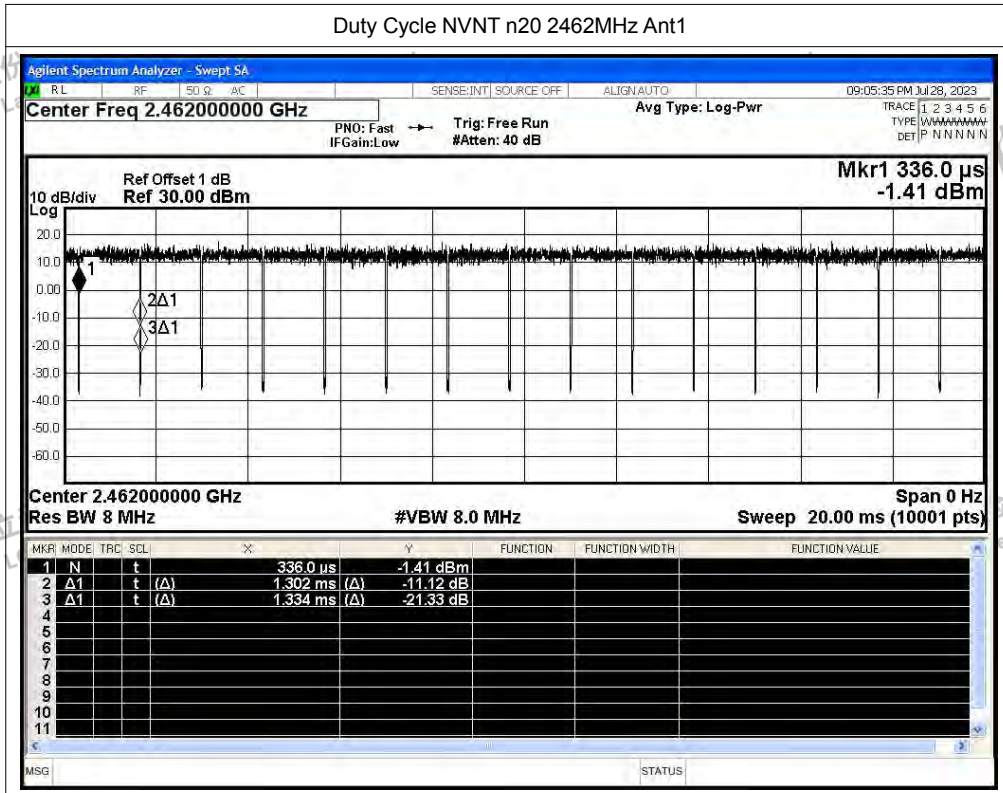 Duty Cycle NVNT n20 2462MHz Ant1
Agilent Spectrum Analyzer - Swept SA
RL RF 50 Ω AC SENSE:INT SOURCE OFF ALIGN AUTO 09:05:35 PM Jul 28, 2023
Center Freq 2.462000000 GHz Avg Type: Log-Pwr TRACE 1 2 3 4 5 6
PNO: Fast Trig: Free Run TYPE WWWWWW
IFGain:Low #Atten: 40 dB DET P N N N N N
Mkr1 336.0 µs
-1.41 dBm
Ref Offset 1 dB
10 dB/div Ref 30.00 dBm
Log
20.0
10.0
1
0.00
2Δ1
-10.0
3Δ1
-20.0
-30.0
-40.0
-50.0
-60.0
Center 2.462000000 GHz Span 0 Hz
Res BW 8 MHz #VBW 8.0 MHz Sweep 20.00 ms (10001 pts)
MKR MODE TRC SCL X Y FUNCTION FUNCTION WIDTH FUNCTION VALUE
1 N t 336.0 µs -1.41 dBm
2 Δ1 t (Δ) 1.302 ms (Δ) -11.12 dB
3 Δ1 t (Δ) 1.334 ms (Δ) -21.33 dB
4
5
6
7
8
9
10
11
MSG STATUS